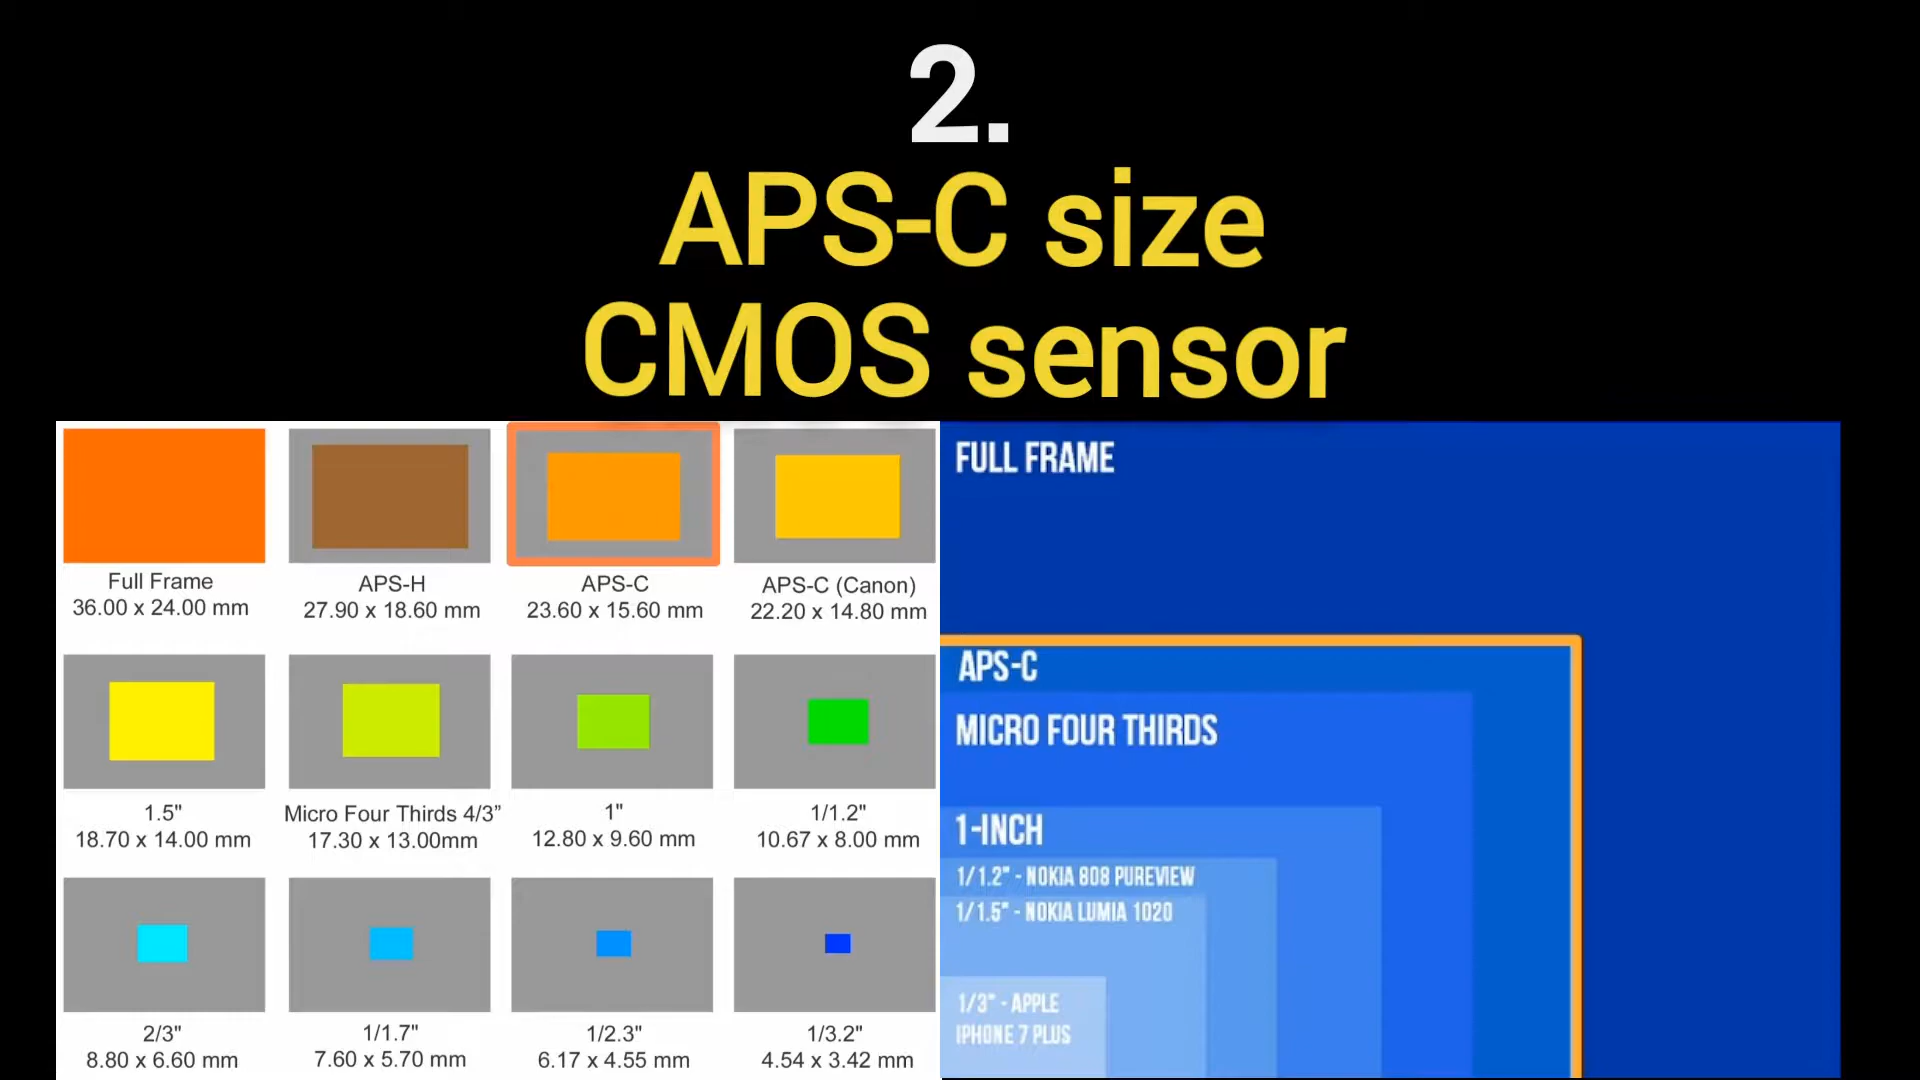 2.
APS-C size
CMOS sensor
Full Frame
36.00 x 24.00 mm
APS-H
27.90 x 18.60 mm
APS-C
23.60 x 15.60 mm
APS-C (Canon)
22.20 x 14.80 mm
1.5"
18.70 x 14.00 mm
Micro Four Thirds 4/3”
17.30 x 13.00mm
1"
12.80 x 9.60 mm
1/1.2"
10.67 x 8.00 mm
2/3"
8.80 x 6.60 mm
1/1.7"
7.60 x 5.70 mm
1/2.3"
6.17 x 4.55 mm
1/3.2"
4.54 x 3.42 mm
FULL FRAME
APS-C
MICRO FOUR THIRDS
1-INCH
1/1.2" - NOKIA 808 PUREVIEW
1/1.5" - NOKIA LUMIA 1020
1/3" - APPLE
IPHONE 7 PLUS